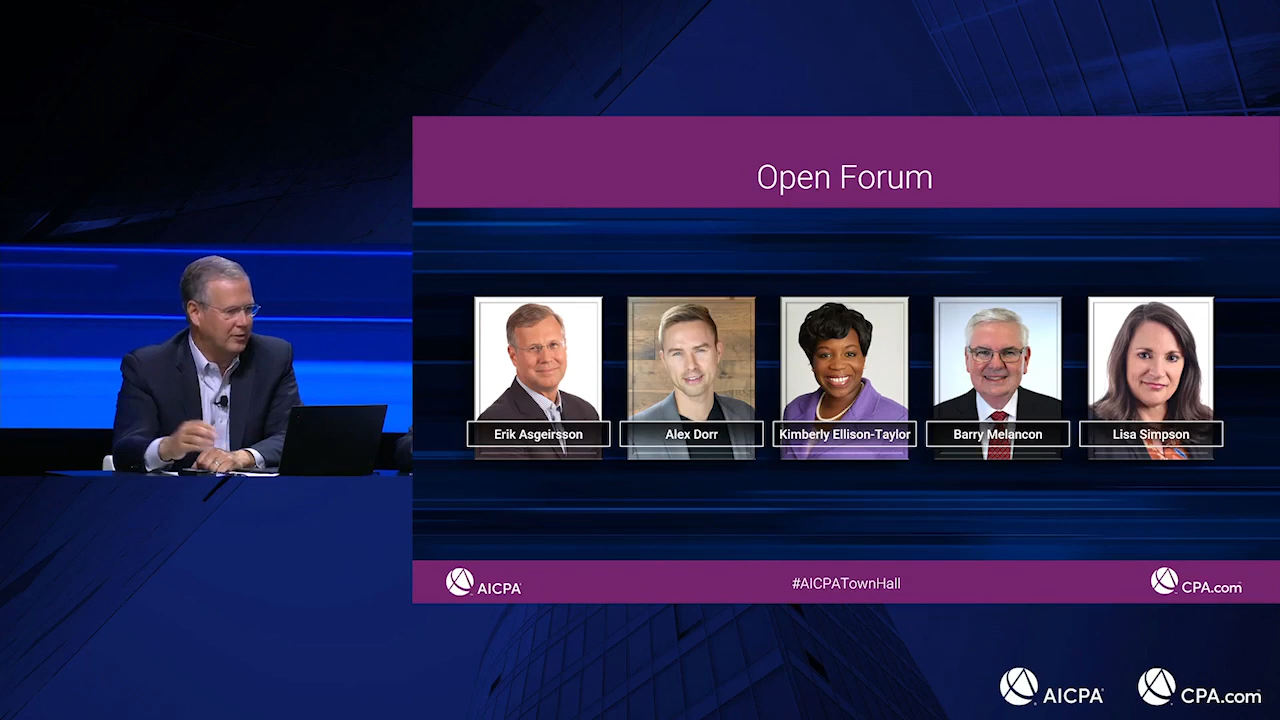 Open Forum
Erik Asgeirsson
Alex Dorr
Kimberly Ellison-Taylor
Barry Melancon
Lisa Simpson
AICPA
#AICPATownHall
CPA.com
AICPA
CPA.com